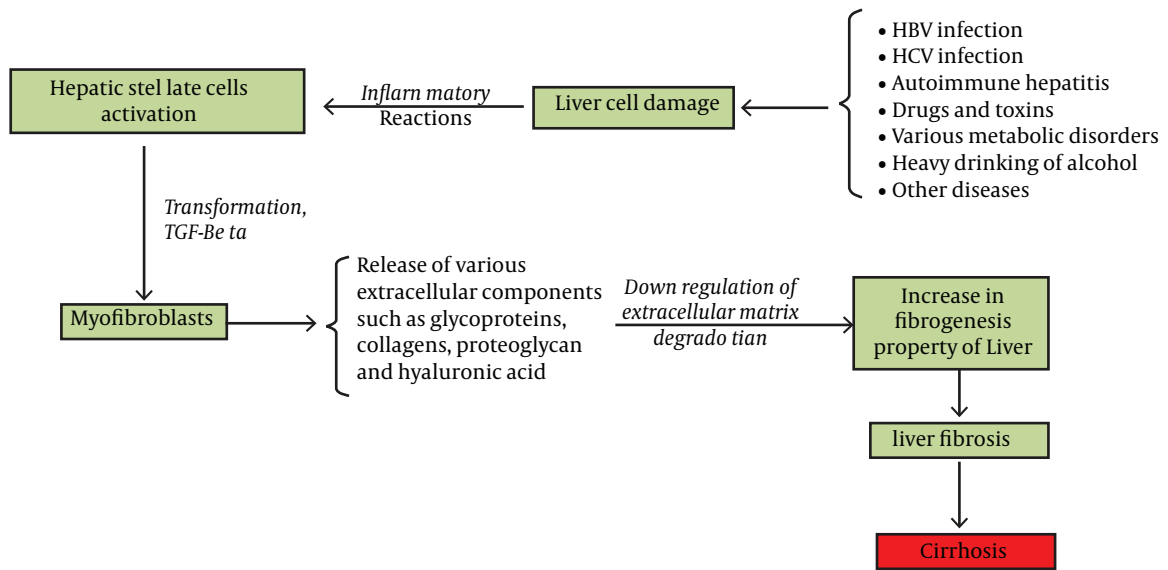 • HBV infection
• HCV infection
• Autoimmune hepatitis
• Drugs and toxins
• Various metabolic disorders
• Heavy drinking of alcohol
• Other diseases
Liver cell damage
Inflarn matory
Reactions
Hepatic stel late cells
activation
Transformation,
TGF-Be ta
Myofibroblasts
Release of various
extracellular components
such as glycoproteins,
collagens, proteoglycan
and hyaluronic acid
Down regulation of
extracellular matrix
degrado tian
Increase in
fibrogenesis
property of Liver
liver fibrosis
Cirrhosis